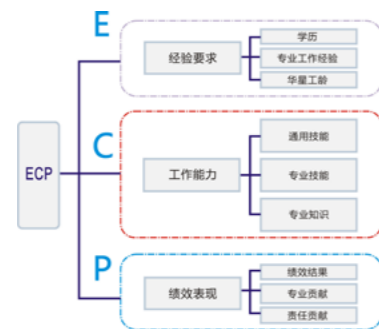 E
经验要求
学历
专业工作经验
华星工龄
ECP
C
工作能力
通用技能
专业技能
专业知识
P
绩效表现
绩效结果
专业贡献
责任贡献